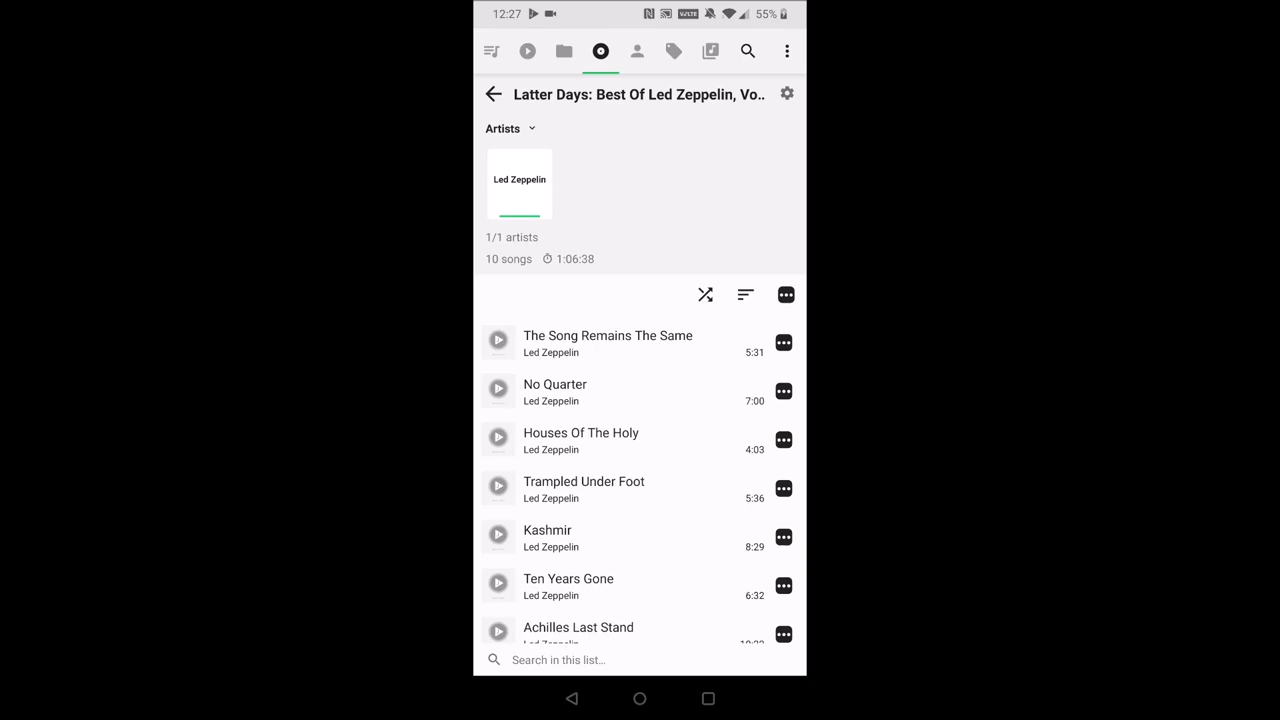 12:27
VoLTE
55%
Latter Days: Best Of Led Zeppelin, Vo..
Artists
Led Zeppelin
1/1 artists
10 songs 1:06:38
The Song Remains The Same
Led Zeppelin 5:31
No Quarter
Led Zeppelin 7:00
Houses Of The Holy
Led Zeppelin 4:03
Trampled Under Foot
Led Zeppelin 5:36
Kashmir
Led Zeppelin 8:29
Ten Years Gone
Led Zeppelin 6:32
Achilles Last Stand
Led Zeppelin
Search in this list...